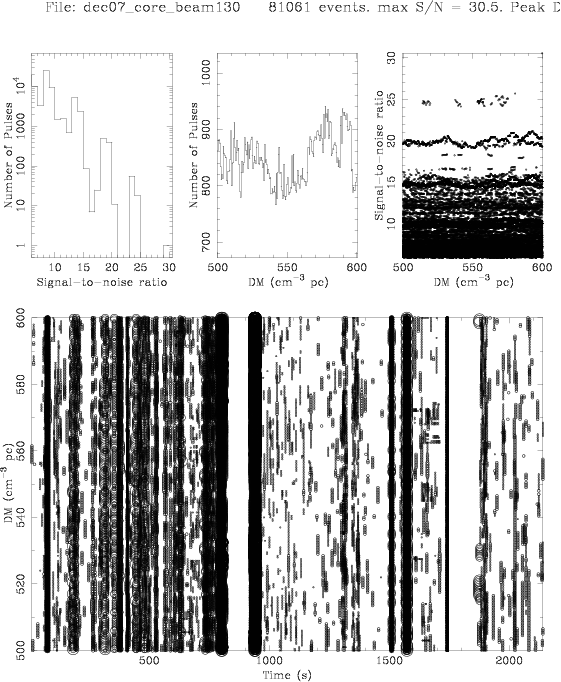 File: dec07_core_beam130 81061 events. max S/N = 30.5. Peak D
Number of Pulses
10⁴
1000
100
10
1
10 15 20 25 30
Signal-to-noise ratio
Number of Pulses
1000
900
800
700
500 550 600
DM (cm⁻³ pc)
Signal-to-noise ratio
30
25
20
15
10
500 550 600
DM (cm⁻³ pc)
DM (cm⁻³ pc)
600
580
560
540
520
500
500 1000 1500 2000
Time (s)